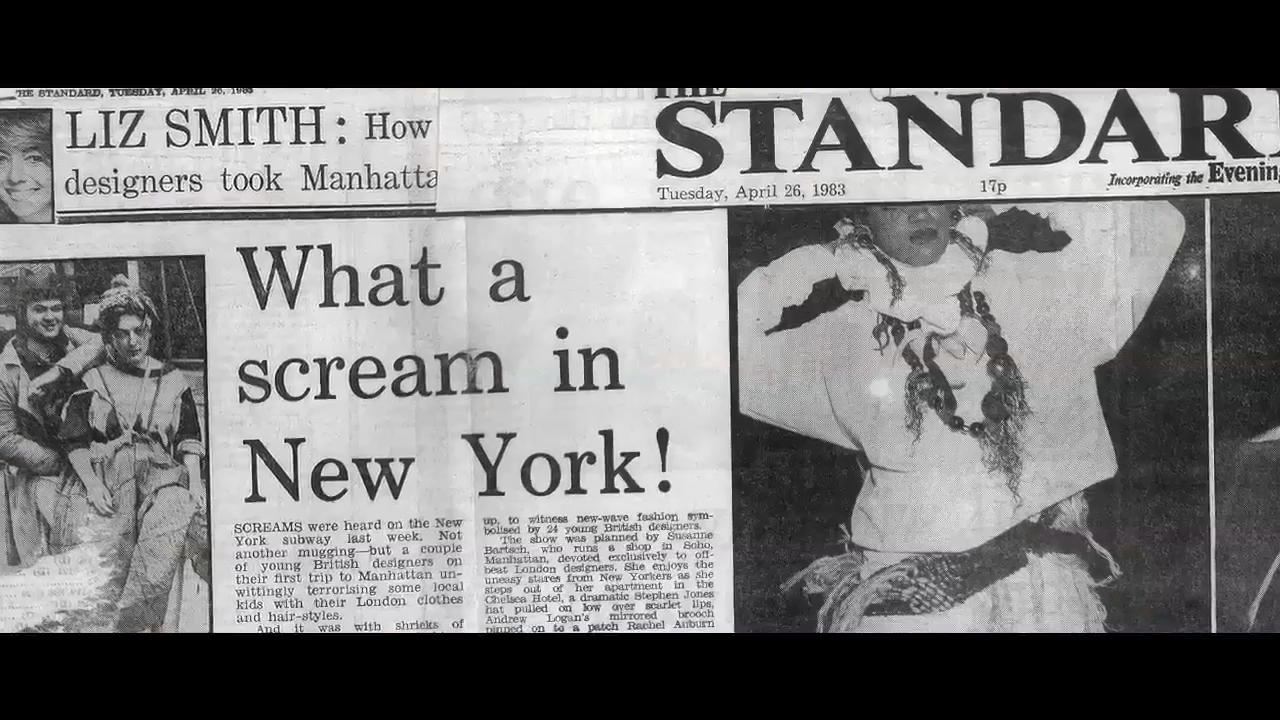 THE STANDARD, TUESDAY, APRIL 26, 1983
LIZ SMITH: How
designers took Manhatta
THE
STANDARD
Tuesday, April 26, 1983
17p
Incorporating the Evening
What a
scream in
New York!
SCREAMS were heard on the New
York subway last week. Not
another mugging—but a couple
of young British designers on
their first trip to Manhattan un-
wittingly terrorising some local
kids with their London clothes
and hair-styles.
And it was with shrieks of
up, to witness new-wave fashion sym-
bolised by 24 young British designers.
The show was planned by Susanne
Bartsch, who runs a shop in Soho,
Manhattan, devoted exclusively to off-
beat London designers. She enjoys the
uneasy stares from New Yorkers as she
steps out of her apartment in the
Chelsea Hotel, a dramatic Stephen Jones
hat pulled on low over scarlet lips,
Andrew Logan's mirrored brooch
pinned on to a patch Rachel Auburn